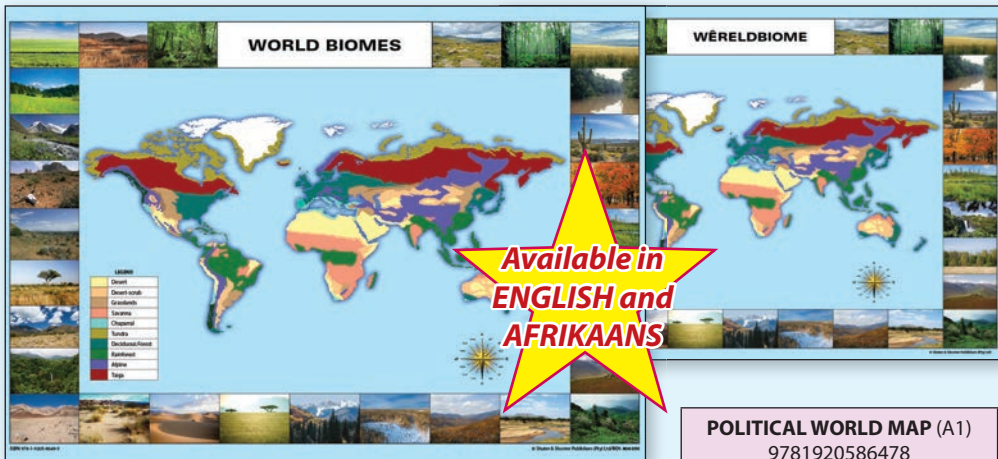 WORLD BIOMES
WÊRELDBIOME
LEGEND
Desert
Desert-scrub
Grasslands
Savanna
Chaparral
Tundra
Deciduous Forest
Rainforest
Alpine
Taiga
Available in
ENGLISH and
AFRIKAANS
POLITICAL WORLD MAP (A1)
9781920586478